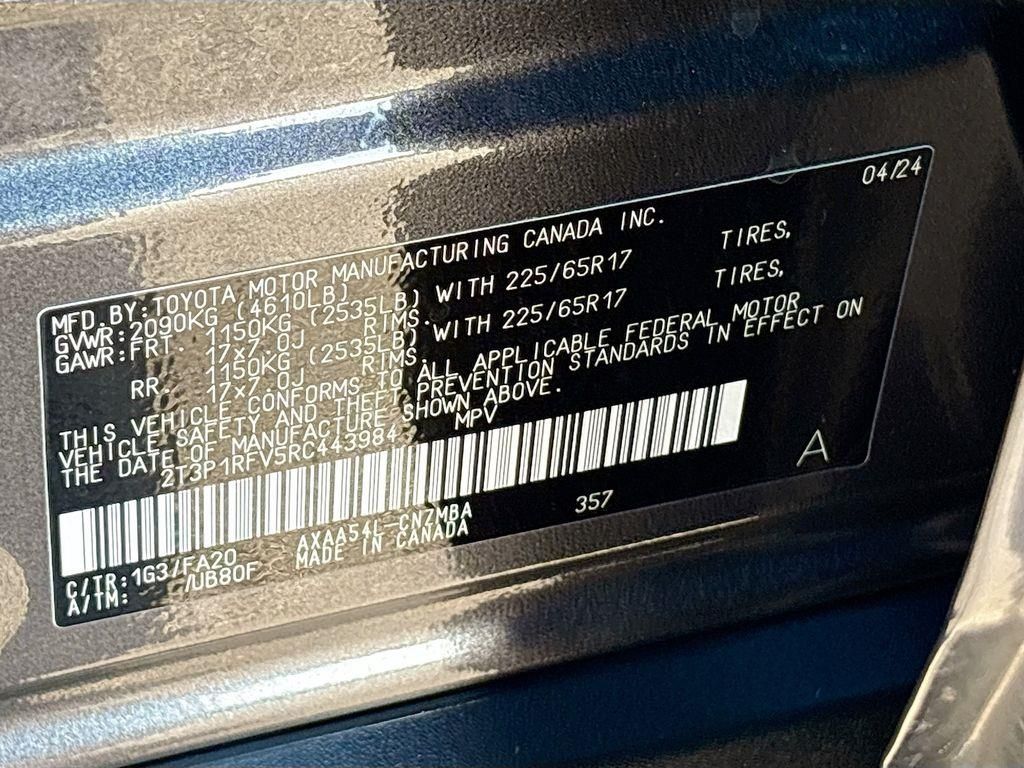 04/24
MFD. BY: TOYOTA MOTOR MANUFACTURING CANADA INC.
GVWR: 2090KG (4610LB)
GAWR: FRT. 1150KG (2535LB) WITH 225/65R17 TIRES,
17x7.0J RIMS.
RR. 1150KG (2535LB) WITH 225/65R17 TIRES,
17x7.0J RIMS.
THIS VEHICLE CONFORMS TO ALL APPLICABLE FEDERAL MOTOR
VEHICLE SAFETY AND THEFT PREVENTION STANDARDS IN EFFECT ON
THE DATE OF MANUFACTURE SHOWN ABOVE.
2T3P1RFV5RC443984 MPV
A
C/TR: 1G3/FA20 AXAA54L-CNZMBA 357
A/TM: /UB80F MADE IN CANADA